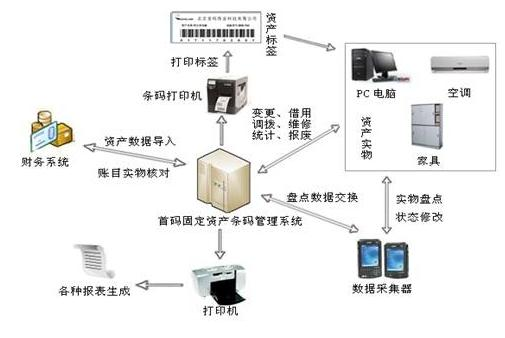 资产标签
打印标签
条码打印机
PC 电脑
空调
变更、借用
调拨、维修
统计、报废
资产实物
家具
资产数据导入
财务系统
账目实物核对
首码固定资产条码管理系统
盘点数据交换
实物盘点
状态修改
各种报表生成
打印机
数据采集器